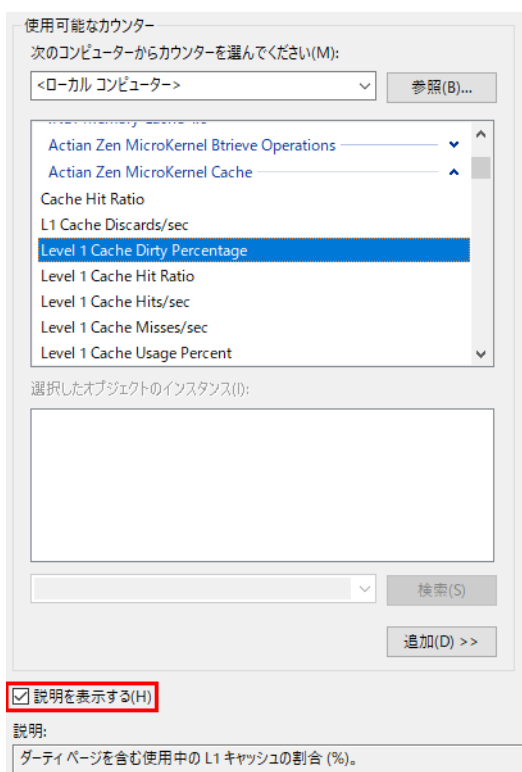 使用可能なカウンター
次のコンピューターからカウンターを選んでください(M):
<ローカル コンピューター>
参照(B)...
Actian Zen MicroKernel Btrieve Operations
Actian Zen MicroKernel Cache
Cache Hit Ratio
L1 Cache Discards/sec
Level 1 Cache Dirty Percentage
Level 1 Cache Hit Ratio
Level 1 Cache Hits/sec
Level 1 Cache Misses/sec
Level 1 Cache Usage Percent
選択したオブジェクトのインスタンス(I):
検索(S)
追加(D) >>
説明を表示する(H)
説明:
ダーティ ページを含む使用中の L1 キャッシュの割合 (%)。